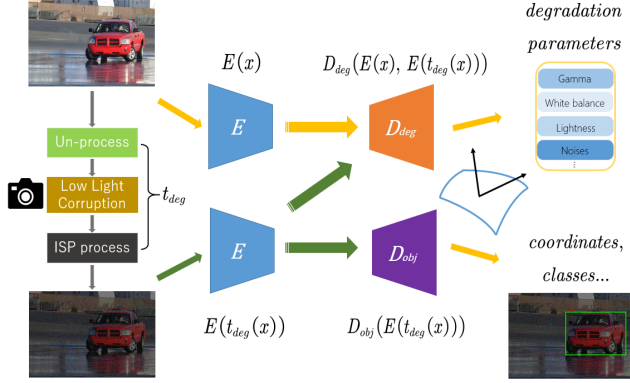 degradation
parameters
E(x)
D_deg(E(x), E(t_deg(x)))
Gamma
White balance
Lightness
Noises
⋮
E
D_deg
Un-process
Low Light
Corruption
t_deg
ISP process
E
D_obj
coordinates,
classes...
E(t_deg(x))
D_obj(E(t_deg(x)))